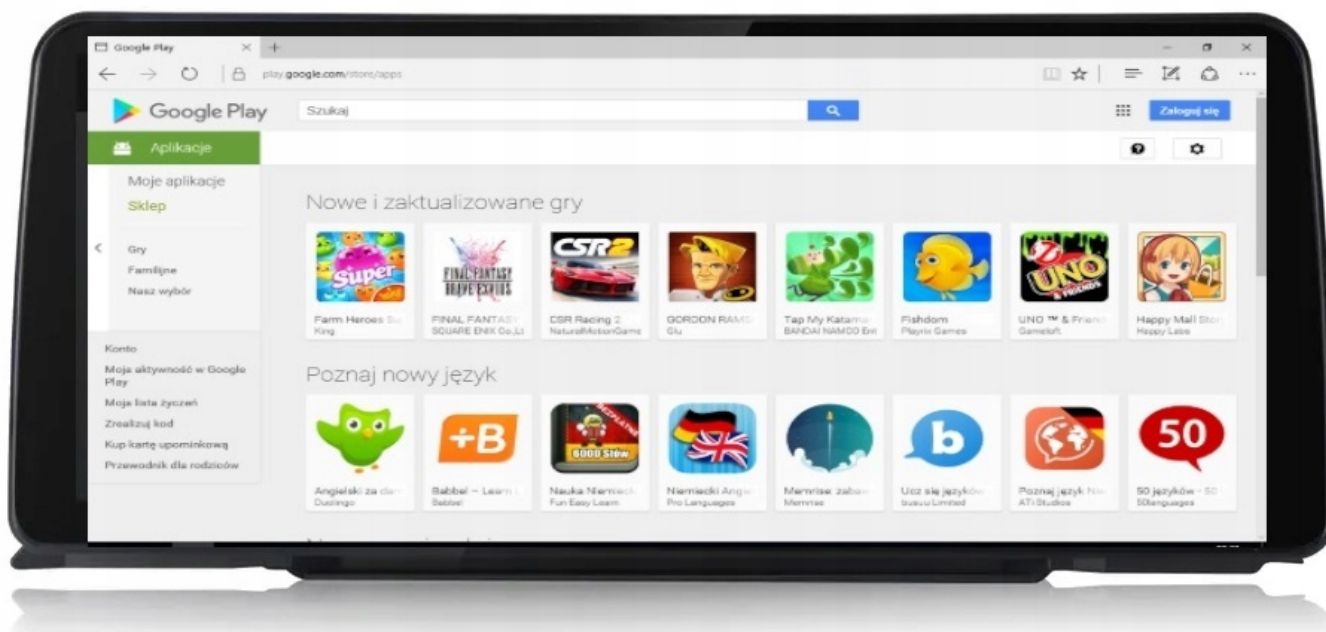 Google Play
play.google.com/store/apps
Google Play
Szukaj
Zaloguj się
Aplikacje
Moje aplikacje
Sklep
Gry
Familijne
Nasz wybór
Konto
Moja aktywność w Google
Play
Moja lista życzeń
Zrealizuj kod
Kup kartę upominkową
Przewodnik dla rodziców
Nowe i zaktualizowane gry
Super
FINAL FANTASY
BRAVE EXVIUS
CSR2
UNO
& FRIENDS
Farm Heroes Su
King
FINAL FANTASY
SQUARE ENIX Co.,Lt
CSR Racing 2
NaturalMotionGame
GORDON RAMS
Glu
Tap My Katama
BANDAI NAMCO Ent
Fishdom
Playrix Games
UNO ™ & Friend
Gameloft
Happy Mall Stor
Happy Labs
Poznaj nowy język
+B
BEZPŁATNE
6000 Słów
b
50
Angielski za dar
Duolingo
Babbel – Learn
Babbel
Nauka Niemieck
Fun Easy Learn
Niemiecki Angie
Pro Languages
Memrise: zabaw
Memrise
Ucz się języków
busuu Limited
Poznaj język Nie
ATi Studios
50 języków - 50
50languages